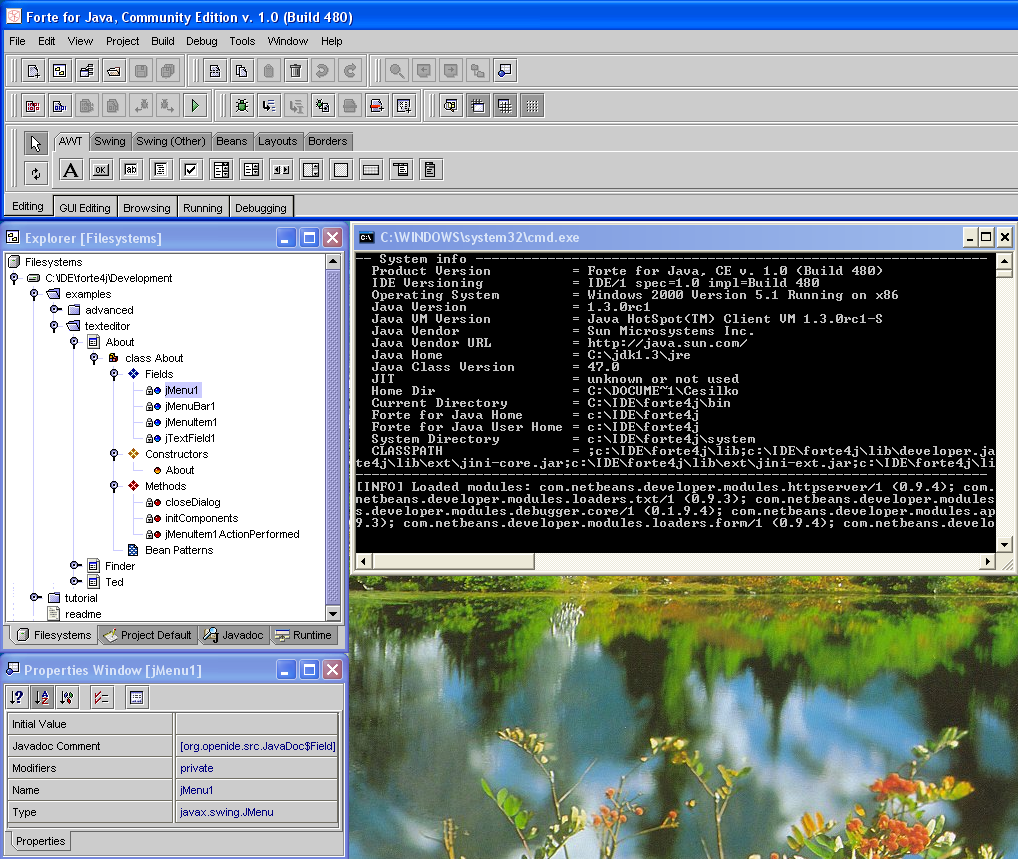 Forte for Java, Community Edition v. 1.0 (Build 480)
File Edit View Project Build Debug Tools Window Help
AWT Swing Swing (Other) Beans Layouts Borders
A OK ab
Editing GUI Editing Browsing Running Debugging
Explorer [Filesystems]
Filesystems
C:\IDE\forte4j\Development
examples
advanced
texteditor
About
class About
Fields
jMenu1
jMenuBar1
jMenuItem1
jTextField1
Constructors
About
Methods
closeDialog
initComponents
jMenuItem1ActionPerformed
Bean Patterns
Finder
Ted
tutorial
readme
Filesystems Project Default Javadoc Runtime
Properties Window [jMenu1]
Initial Value
Javadoc Comment [org.openide.src.JavaDoc$Field]
Modifiers private
Name jMenu1
Type javax.swing.JMenu
Properties
C:\WINDOWS\system32\cmd.exe
-- System info ----------------------------------------------------------------
Product Version = Forte for Java, CE v. 1.0 (Build 480)
IDE Versioning = IDE/1 spec=1.0 impl=Build 480
Operating System = Windows 2000 Version 5.1 Running on x86
Java Version = 1.3.0rc1
Java VM Version = Java HotSpot(TM) Client VM 1.3.0rc1-S
Java Vendor = Sun Microsystems Inc.
Java Vendor URL = http://java.sun.com/
Java Home = C:\jdk1.3\jre
Java Class Version = 47.0
JIT = unknown or not used
Home Dir = C:\DOCUME~1\Cesilko
Current Directory = C:\IDE\forte4j\bin
Forte for Java Home = c:\IDE\forte4j
Forte for Java User Home = c:\IDE\forte4j
System Directory = c:\IDE\forte4j\system
CLASSPATH = ;c:\IDE\forte4j\lib;c:\IDE\forte4j\lib\developer.ja
te4j\lib\ext\jini-core.jar;c:\IDE\forte4j\lib\ext\jini-ext.jar;c:\IDE\forte4j\li
-------------------------------------------------------------------------------
[INFO] Loaded modules: com.netbeans.developer.modules.httpserver/1 (0.9.4); com.
netbeans.developer.modules.loaders.txt/1 (0.9.3); com.netbeans.developer.modules
s.developer.modules.debugger.core/1 (0.1.9.4); com.netbeans.developer.modules.ap
9.3); com.netbeans.developer.modules.loaders.form/1 (0.9.4); com.netbeans.develo